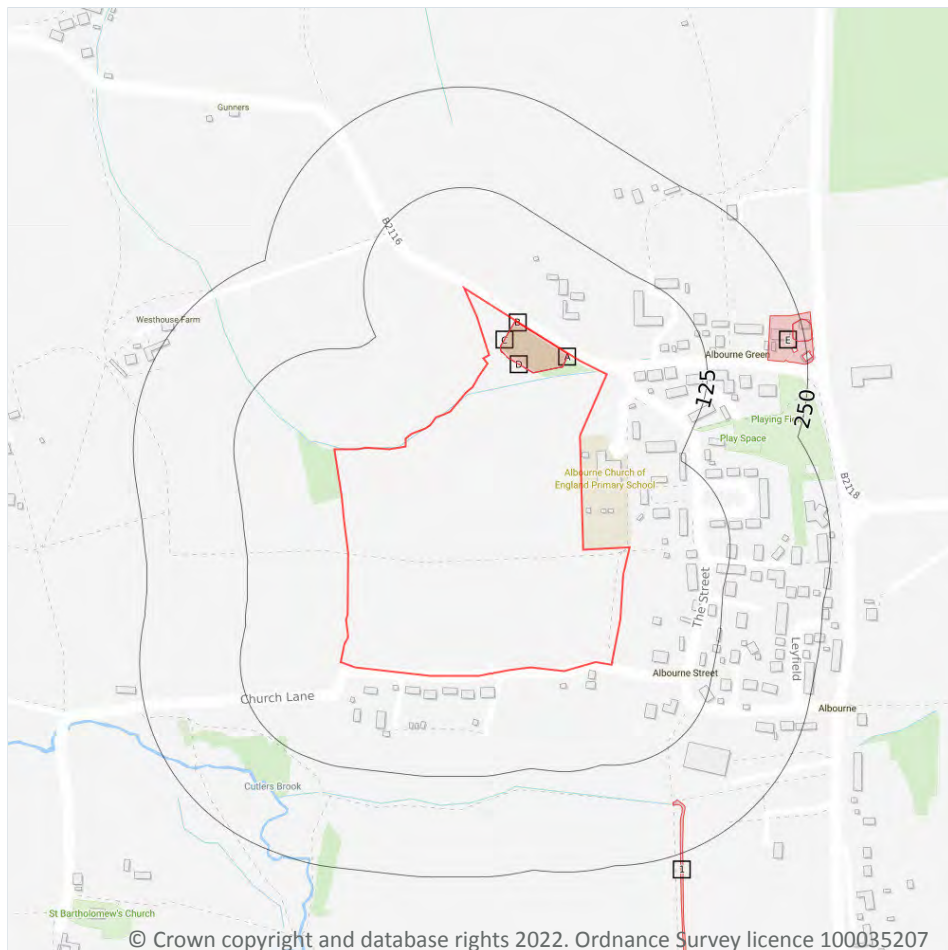 Gunners
B2116
Westhouse Farm
B
C
D
A
E
Albourne Green
125
250
Playing Fie
Play Space
Albourne Church of
England Primary School
B2118
The Street
Leyfield
Albourne Street
Church Lane
Albourne
Cutlers Brook
1
St Bartholomew's Church
© Crown copyright and database rights 2022. Ordnance Survey licence 100035207